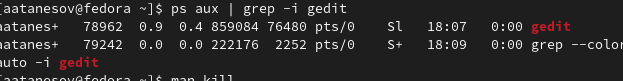 [aatanesov@fedora ~]$ ps aux | grep -i gedit
aatanes+ 78962 0.9 0.4 859084 76480 pts/0 Sl 18:07 0:00 gedit
aatanes+ 79242 0.0 0.0 222176 2252 pts/0 S+ 18:09 0:00 grep --color
auto -i gedit
[aatanesov@fedora ~]$ man kill